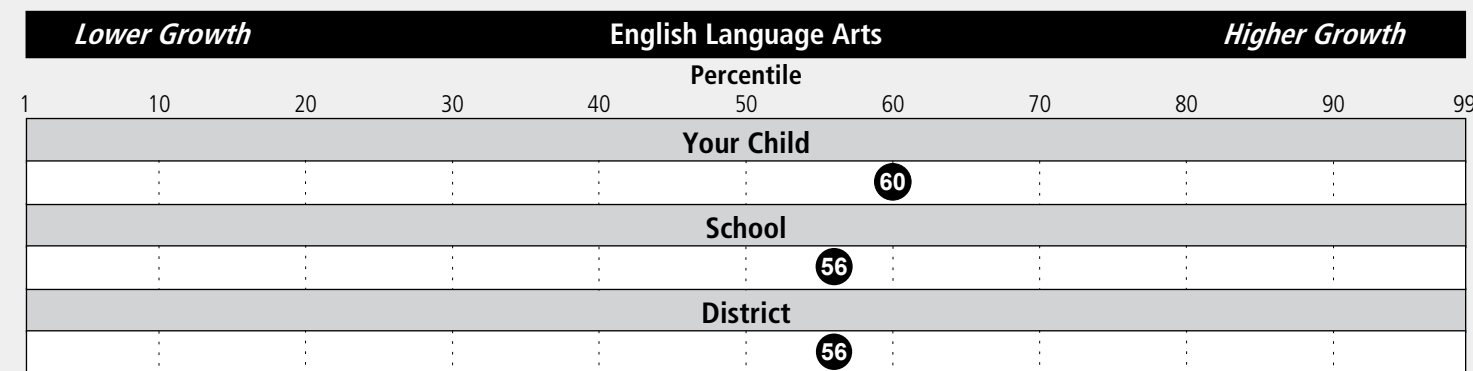 Lower Growth English Language Arts Higher Growth
Percentile
1 10 20 30 40 50 60 70 80 90 99
Your Child
60
School
56
District
56